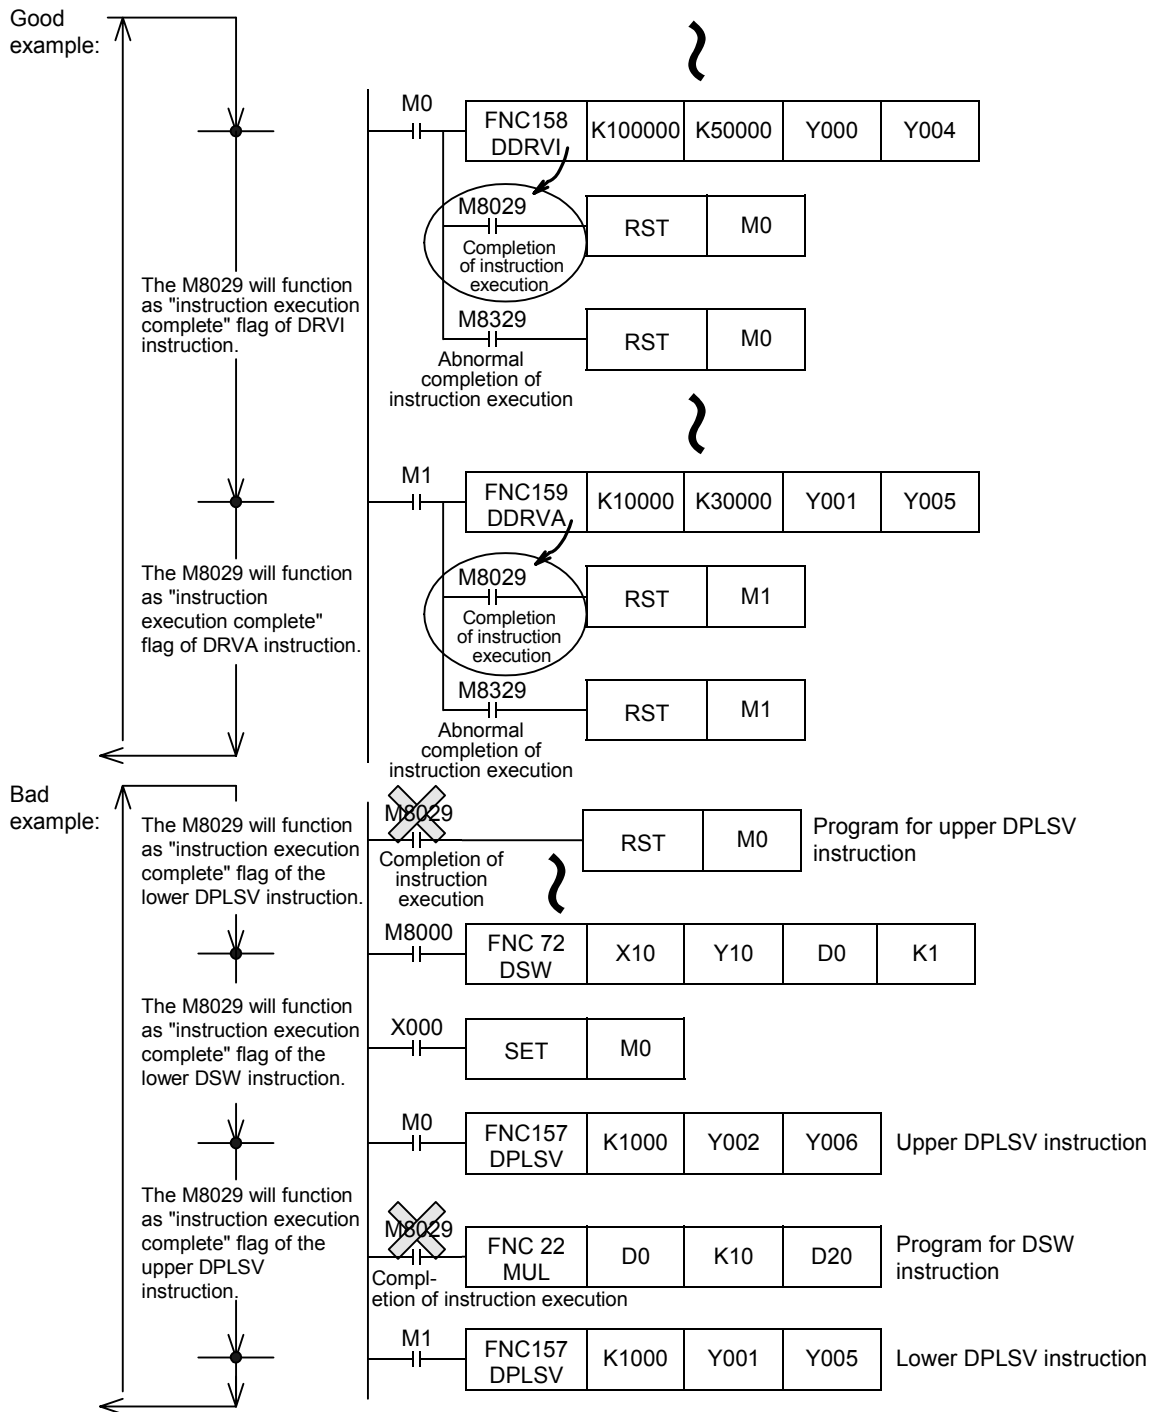 Good
example:
M0
FNC158
DDRVI
K100000
K50000
Y000
Y004
M8029
Completion
of instruction
execution
RST
M0
The M8029 will function
as "instruction execution
complete" flag of DRVI
instruction.
M8329
Abnormal
completion of
instruction execution
RST
M0
M1
FNC159
DDRVA
K10000
K30000
Y001
Y005
The M8029 will function
as "instruction
execution complete"
flag of DRVA instruction.
M8029
Completion
of instruction
execution
RST
M1
M8329
Abnormal
completion of
instruction execution
RST
M1
Bad
example:
The M8029 will function
as "instruction execution
complete" flag of the
lower DPLSV instruction.
M8029
Completion of
instruction
execution
RST
M0
Program for upper DPLSV
instruction
M8000
FNC 72
DSW
X10
Y10
D0
K1
The M8029 will function
as "instruction execution
complete" flag of the
lower DSW instruction.
X000
SET
M0
M0
FNC157
DPLSV
K1000
Y002
Y006
Upper DPLSV instruction
The M8029 will function
as "instruction execution
complete" flag of the
upper DPLSV
instruction.
M8029
Compl-
etion of instruction execution
FNC 22
MUL
D0
K10
D20
Program for DSW
instruction
M1
FNC157
DPLSV
K1000
Y001
Y005
Lower DPLSV instruction